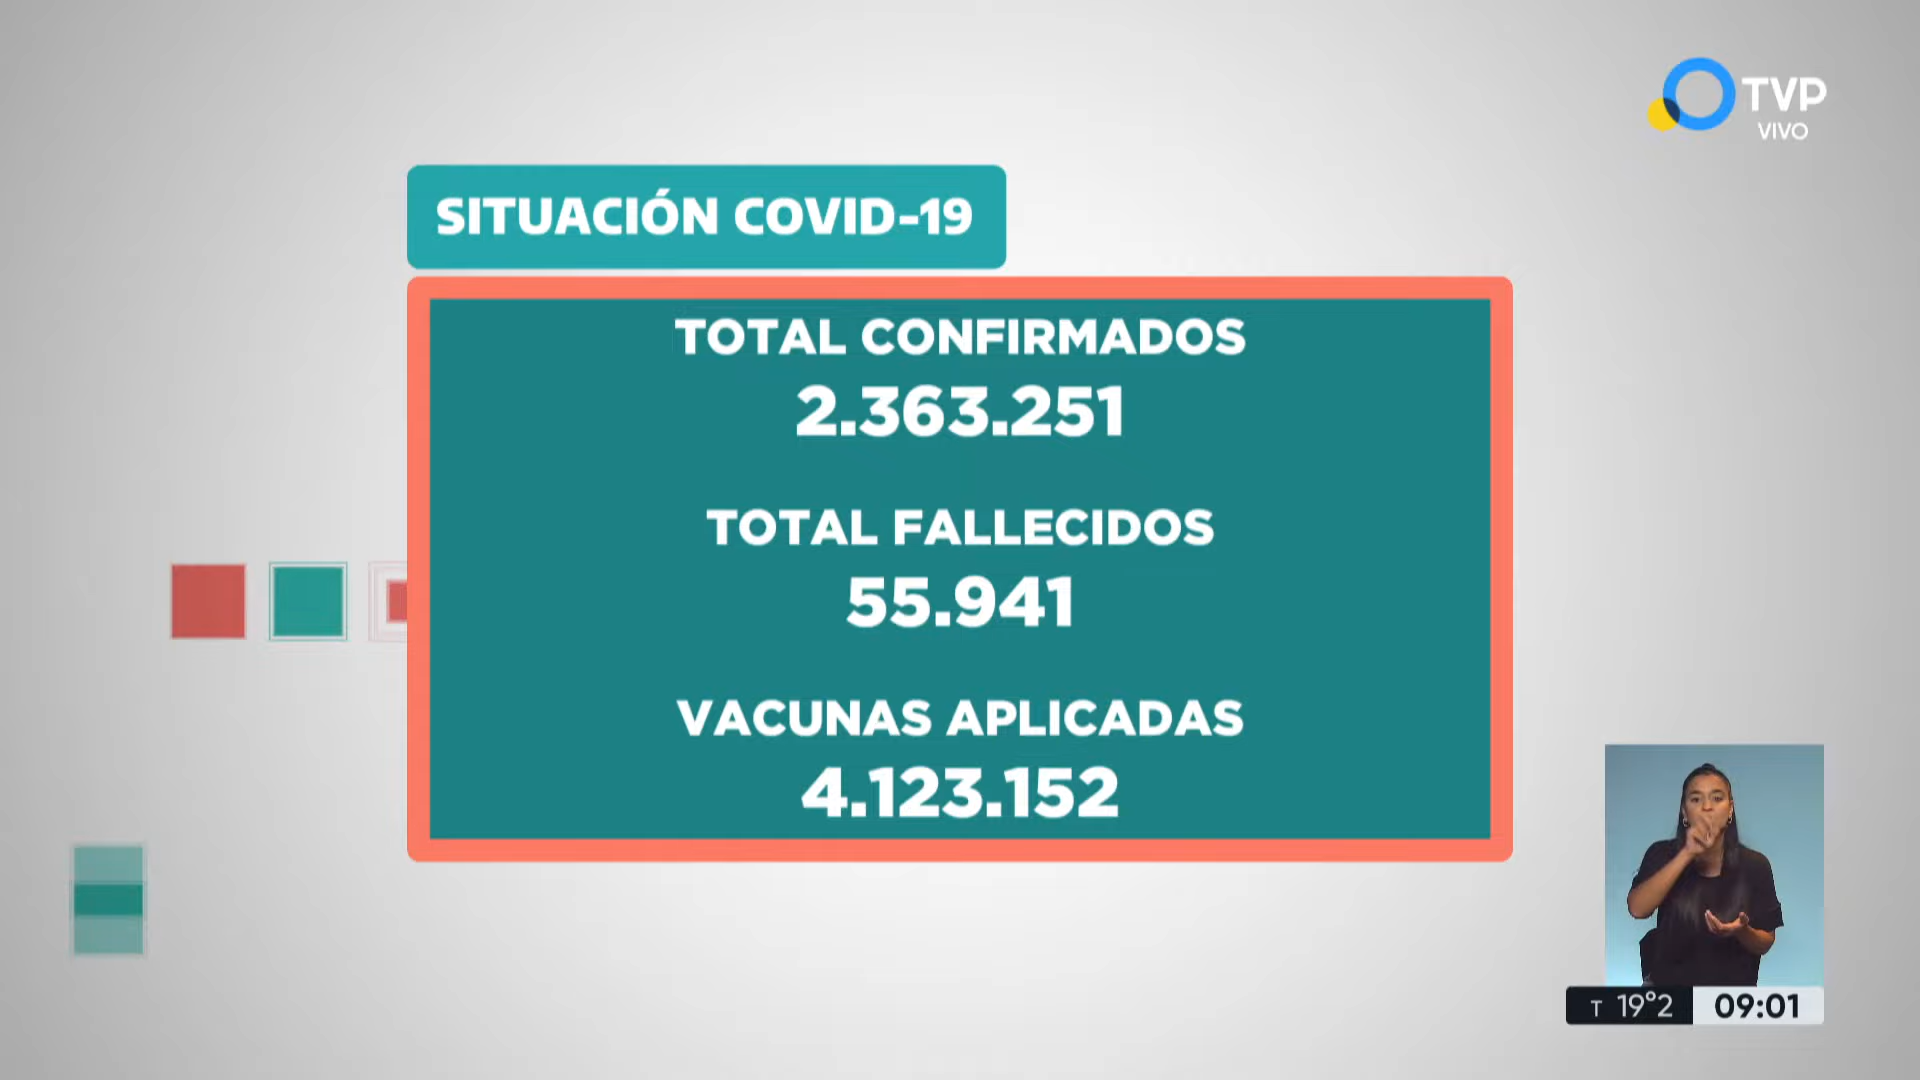 TVP
VIVO
SITUACIÓN COVID-19
TOTAL CONFIRMADOS
2.363.251
TOTAL FALLECIDOS
55.941
VACUNAS APLICADAS
4.123.152
T 19°2 09:01